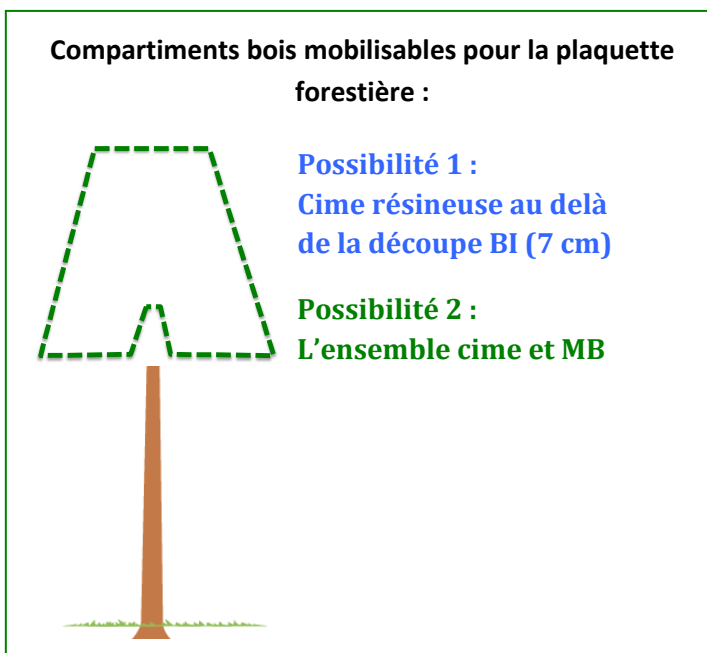 Compartiments bois mobilisables pour la plaquette
forestière :
Possibilité 1 :
Cime résineuse au delà
de la découpe BI (7 cm)
Possibilité 2 :
L’ensemble cime et MB